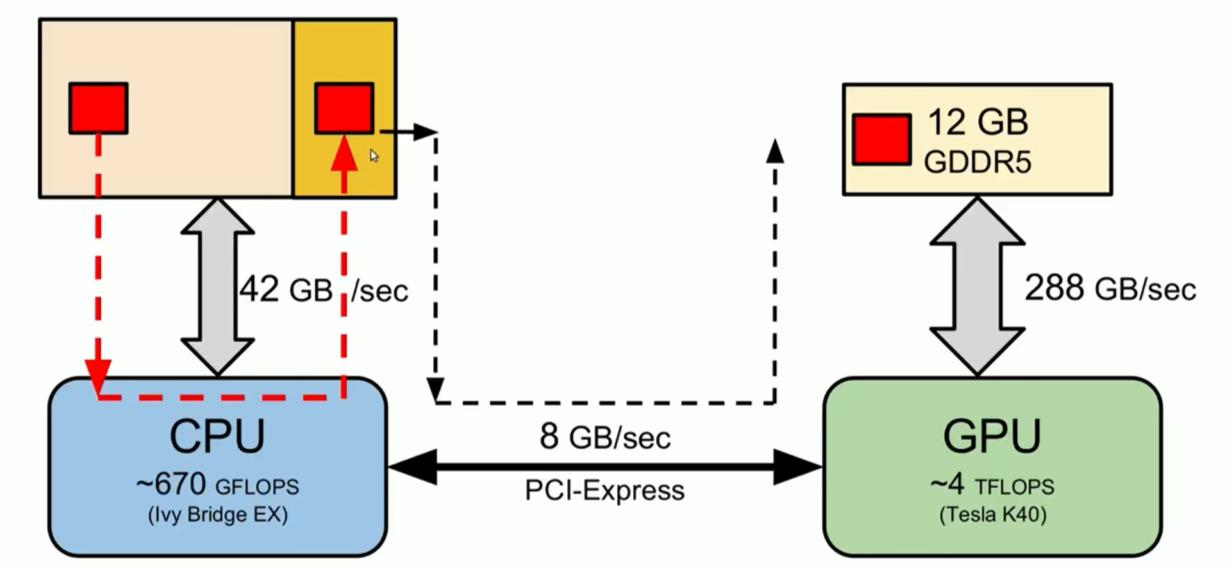 12 GB
GDDR5
42 GB /sec
288 GB/sec
CPU
~670 GFLOPS
(Ivy Bridge EX)
8 GB/sec
PCI-Express
GPU
~4 TFLOPS
(Tesla K40)